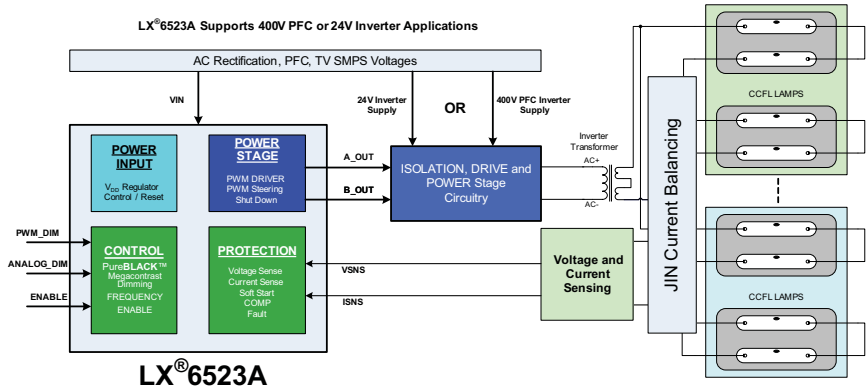 LX®6523A Supports 400V PFC or 24V Inverter Applications
AC Rectification, PFC, TV SMPS Voltages
VIN
24V Inverter
Supply
OR
400V PFC Inverter
Supply
POWER
INPUT
VDD Regulator
Control / Reset
POWER
STAGE
PWM DRIVER
PWM Steering
Shut Down
A_OUT
B_OUT
ISOLATION, DRIVE and
POWER Stage
Circuitry
Inverter
Transformer
AC+
AC-
JIN Current Balancing
CCFL LAMPS
CCFL LAMPS
PWM_DIM
ANALOG_DIM
ENABLE
CONTROL
PureBLACK™
Megacontrast
Dimming
FREQUENCY
ENABLE
PROTECTION
Voltage Sense
Current Sense
Soft Start
COMP
Fault
VSNS
ISNS
Voltage and
Current
Sensing
LX®6523A